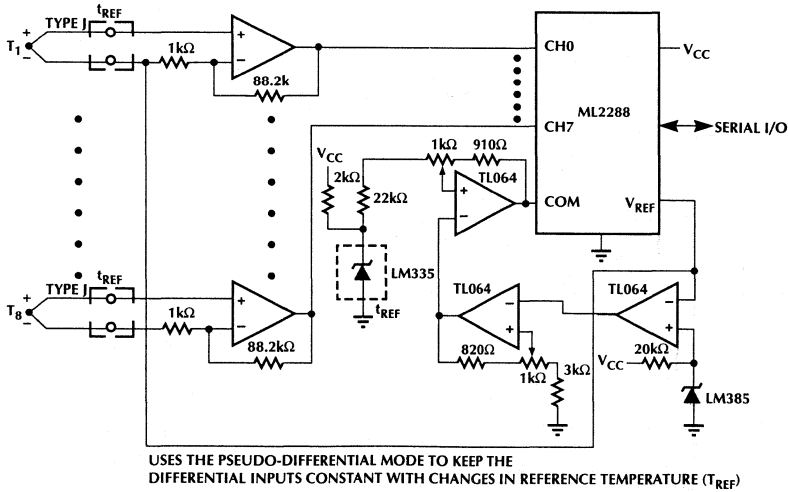 TYPE J
tREF
+
T1
−
1kΩ
+
−
88.2k
CH0
VCC
ML2288
CH7
SERIAL I/O
VCC
2kΩ
22kΩ
1kΩ
910Ω
TL064
+
−
COM
VREF
LM335
tREF
TYPE J
tREF
+
T8
−
1kΩ
+
−
88.2kΩ
TL064
−
+
820Ω
1kΩ
3kΩ
TL064
−
+
VCC
20kΩ
LM385
USES THE PSEUDO-DIFFERENTIAL MODE TO KEEP THE
DIFFERENTIAL INPUTS CONSTANT WITH CHANGES IN REFERENCE TEMPERATURE (TREF)